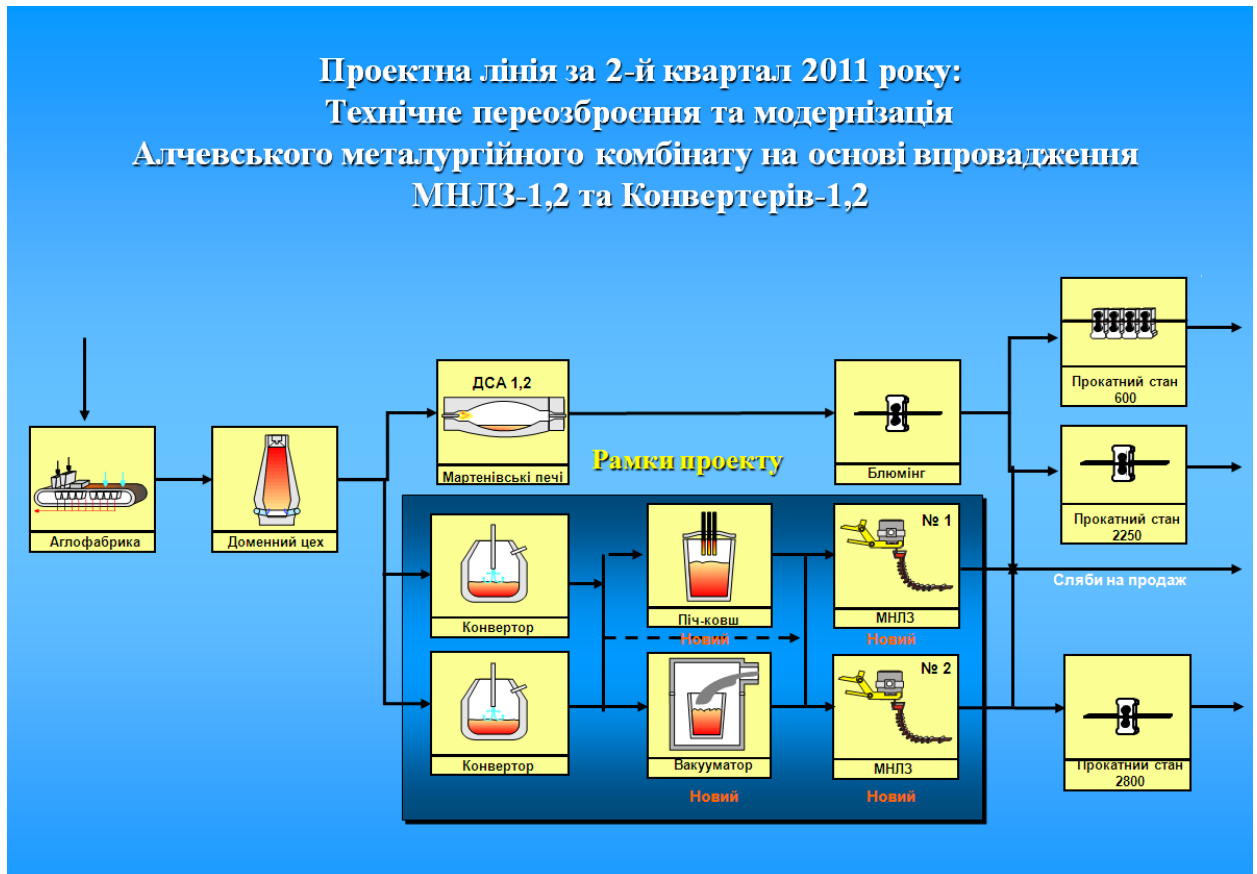 Проектна лінія за 2-й квартал 2011 року:
Технічне переозброєння та модернізація
Алчевського металургійного комбінату на основі впровадження
МНЛЗ-1,2 та Конвертерів-1,2
Прокатний стан
600
ДСА 1,2
Мартенівські печі
Рамки проекту
Блюмінг
Прокатний стан
2250
Аглофабрика
Доменний цех
Конвертор
Піч-ковш
Новий
№ 1
МНЛЗ
Новий
Сляби на продаж
Конвертор
Вакууматор
Новий
№ 2
МНЛЗ
Новий
Прокатний стан
2800